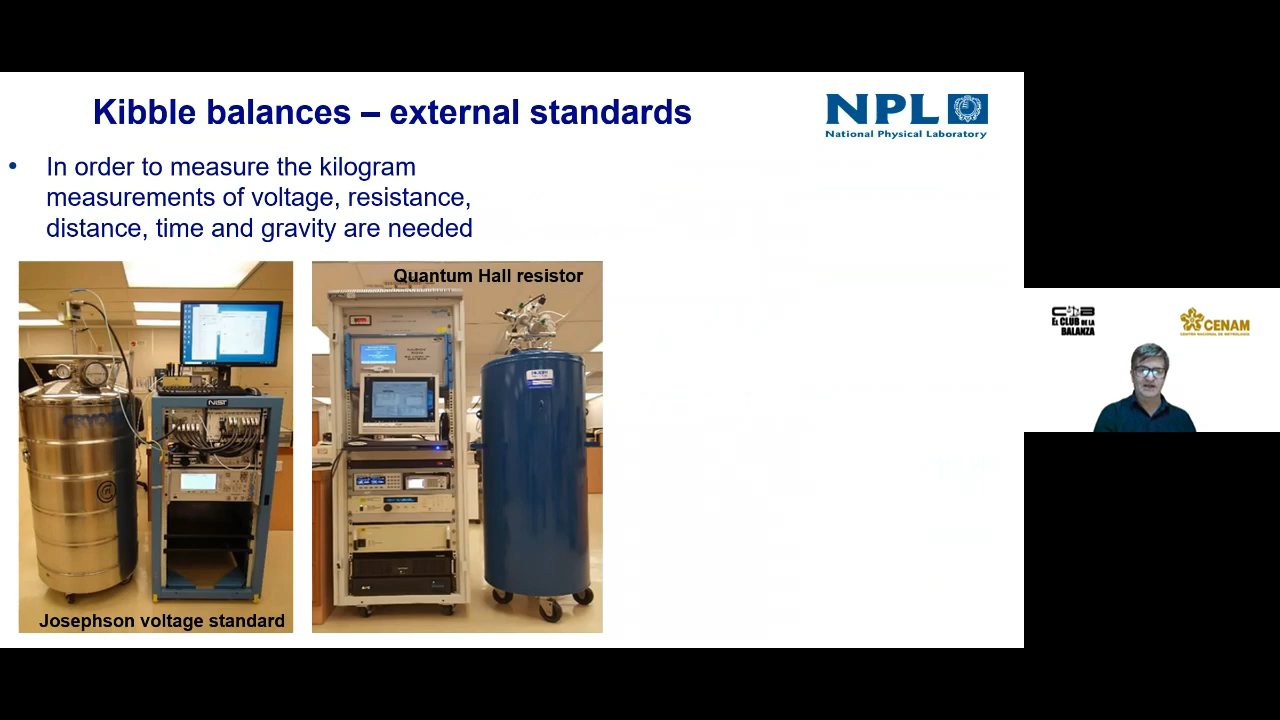 Kibble balances – external standards
NPL
National Physical Laboratory
• In order to measure the kilogram
measurements of voltage, resistance,
distance, time and gravity are needed
Quantum Hall resistor
NIST
Josephson voltage standard
EL CLUB DE LA
BALANZA
CENAM
CENTRO NACIONAL DE METROLOGÍA